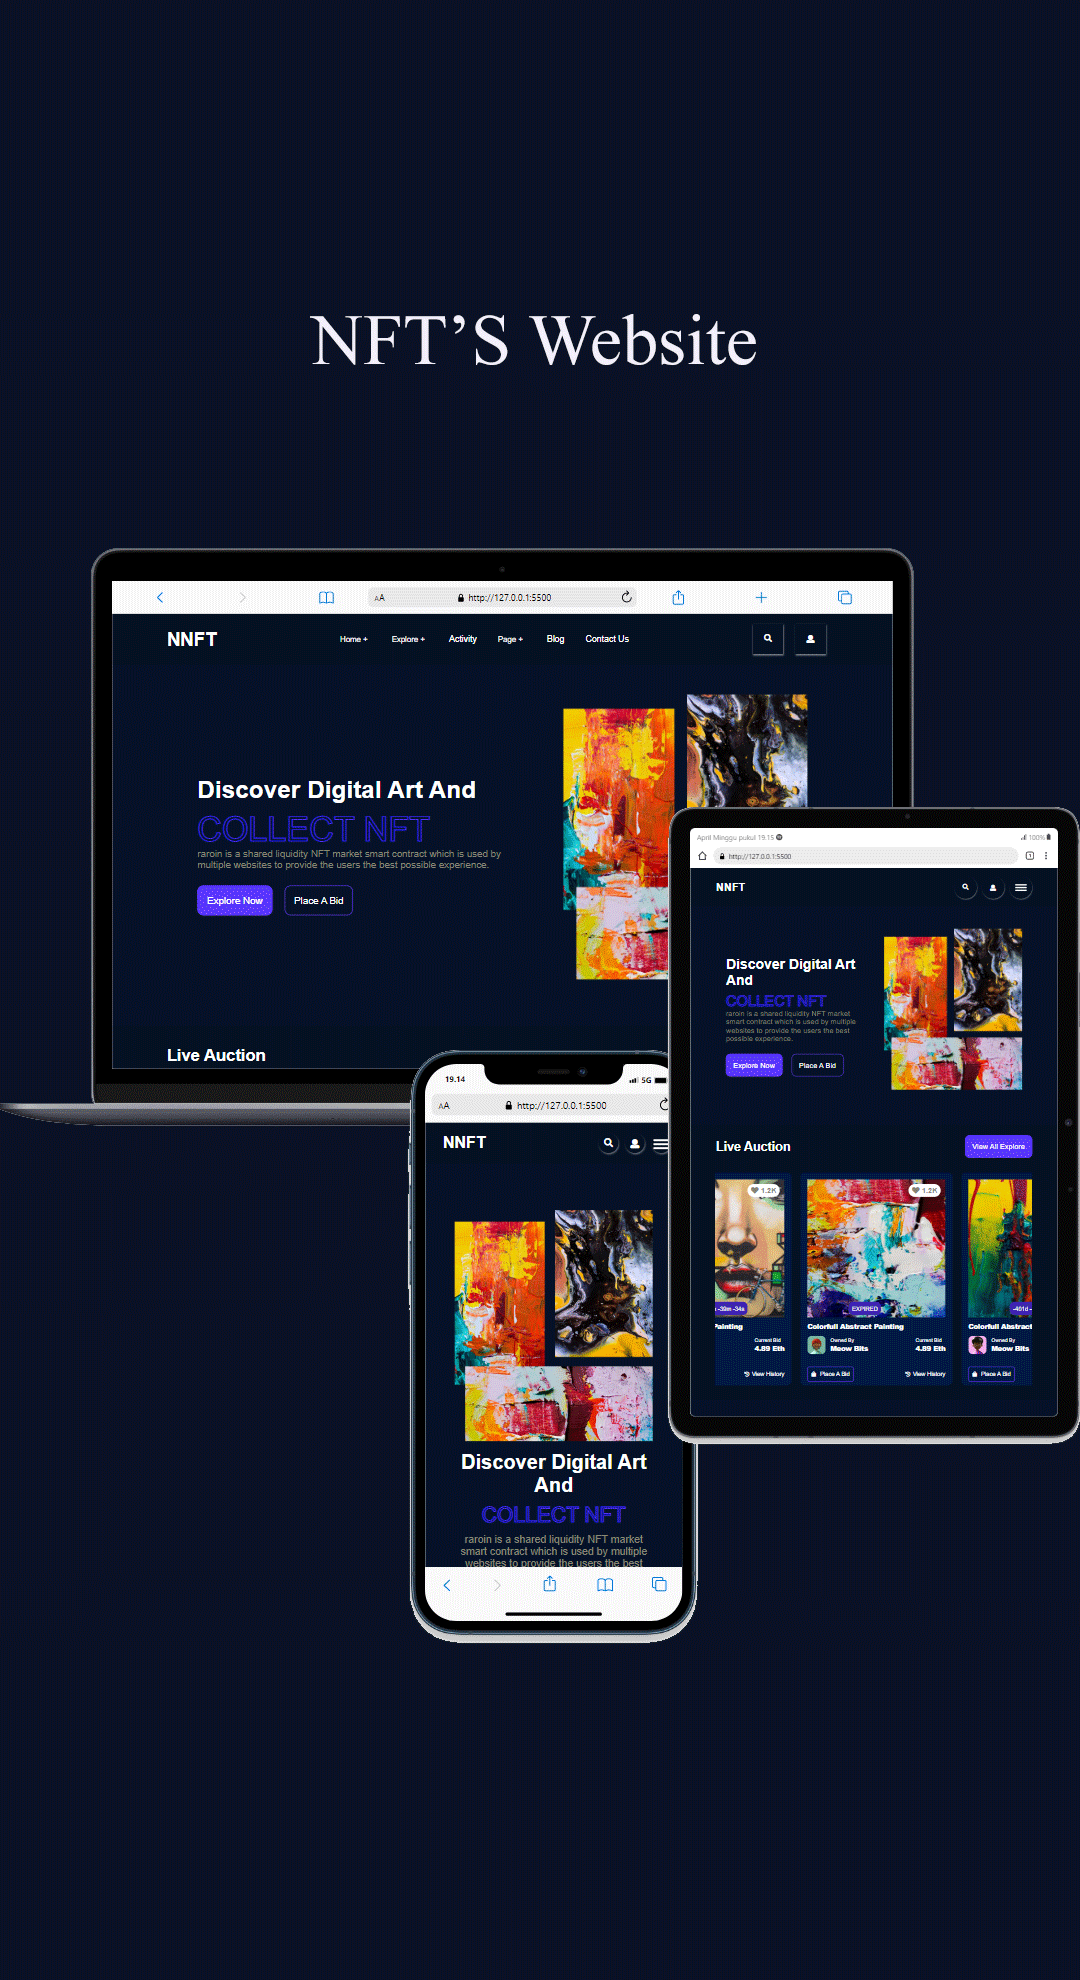 NFT’S Website
AA http://127.0.0.1:5500
NNFT Home + Explore + Activity Page + Blog Contact Us
Discover Digital Art And
COLLECT NFT
raroin is a shared liquidity NFT market smart contract which is used by
multiple websites to provide the users the best possible experience.
Explore Now Place A Bid
Live Auction
April Minggu pukul 19.15 100%
http://127.0.0.1:5500 1
NNFT
Discover Digital Art
And
COLLECT NFT
raroin is a shared liquidity NFT market
smart contract which is used by multiple
websites to provide the users the best
possible experience.
Explore Now Place A Bid
Live Auction View All Explore
1.2K 1.2K
-39m -34s EXPIRED -401d -
Painting Colorfull Abstract Painting Colorfull Abstract
Current Bid Owned By Current Bid Owned By
4.89 Eth Meow Bits 4.89 Eth Meow Bits
View History Place A Bid View History Place A Bid
19.14 5G
AA http://127.0.0.1:5500
NNFT
Discover Digital Art
And
COLLECT NFT
raroin is a shared liquidity NFT market
smart contract which is used by multiple
websites to provide the users the best